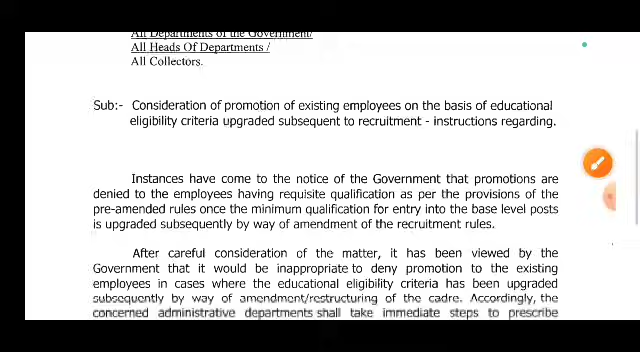 All Departments of the Government/
All Heads Of Departments /
All Collectors.
Sub:- Consideration of promotion of existing employees on the basis of educational
eligibility criteria upgraded subsequent to recruitment - instructions regarding.
Instances have come to the notice of the Government that promotions are
denied to the employees having requisite qualification as per the provisions of the
pre-amended rules once the minimum qualification for entry into the base level posts
is upgraded subsequently by way of amendment of the recruitment rules.
After careful consideration of the matter, it has been viewed by the
Government that it would be inappropriate to deny promotion to the existing
employees in cases where the educational eligibility criteria has been upgraded
subsequently by way of amendment/restructuring of the cadre. Accordingly, the
concerned administrative departments shall take immediate steps to prescribe